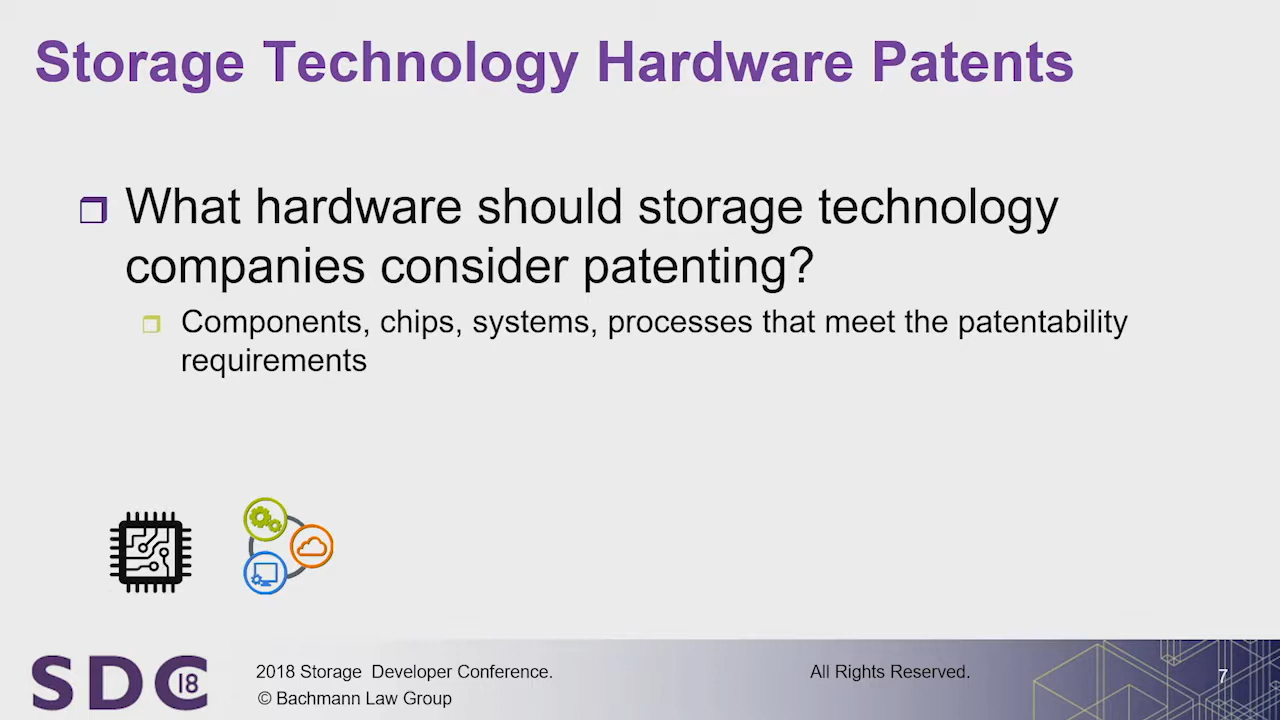 Storage Technology Hardware Patents
What hardware should storage technology
companies consider patenting?
Components, chips, systems, processes that meet the patentability
requirements
SDC 18
2018 Storage Developer Conference.
© Bachmann Law Group
All Rights Reserved.
7